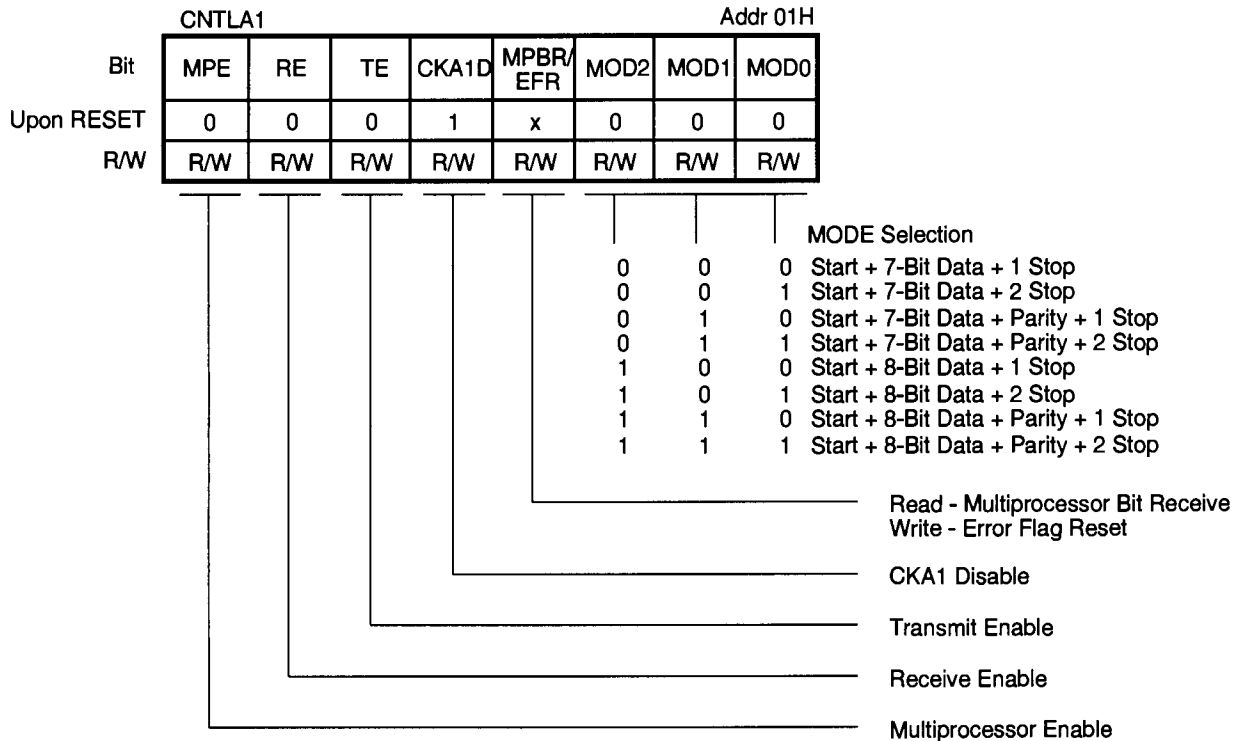 CNTLA1 Addr 01H
Bit MPE RE TE CKA1D MPBR/ EFR MOD2 MOD1 MOD0
Upon RESET 0 0 0 1 x 0 0 0
R/W R/W R/W R/W R/W R/W R/W R/W R/W
MODE Selection
0 0 0 Start + 7-Bit Data + 1 Stop
0 0 1 Start + 7-Bit Data + 2 Stop
0 1 0 Start + 7-Bit Data + Parity + 1 Stop
0 1 1 Start + 7-Bit Data + Parity + 2 Stop
1 0 0 Start + 8-Bit Data + 1 Stop
1 0 1 Start + 8-Bit Data + 2 Stop
1 1 0 Start + 8-Bit Data + Parity + 1 Stop
1 1 1 Start + 8-Bit Data + Parity + 2 Stop
Read - Multiprocessor Bit Receive
Write - Error Flag Reset
CKA1 Disable
Transmit Enable
Receive Enable
Multiprocessor Enable